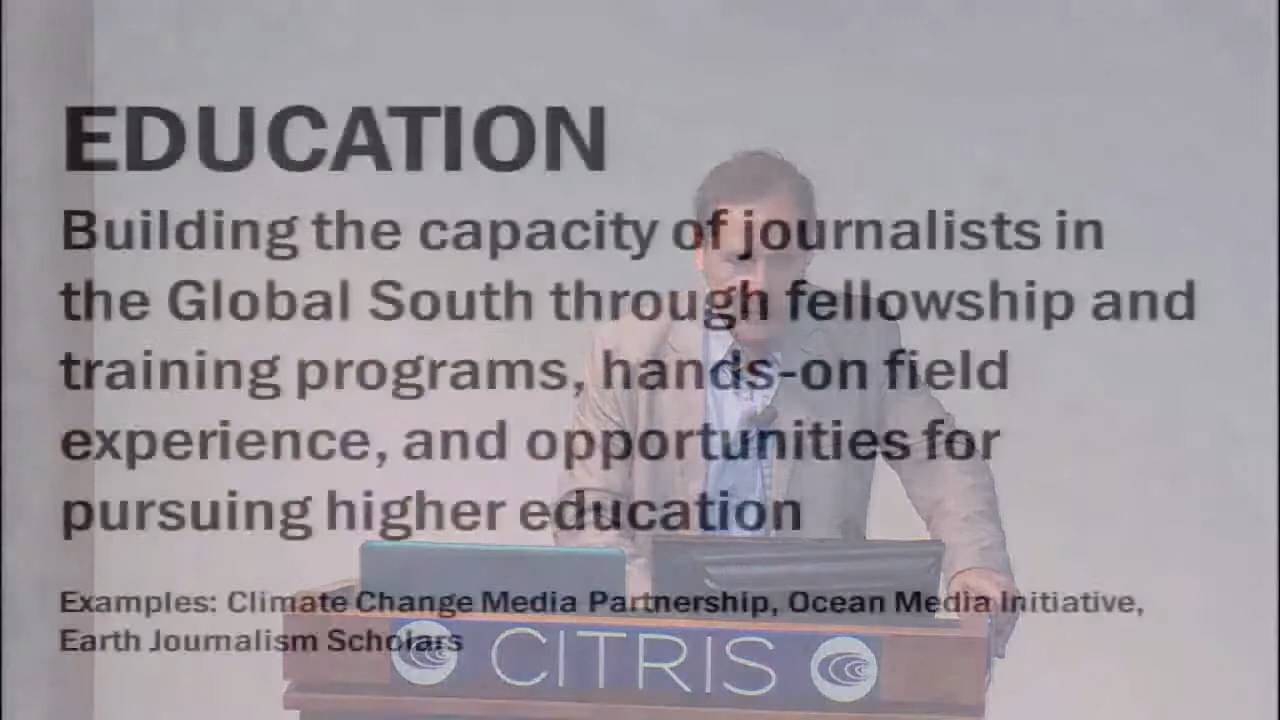 EDUCATION
Building the capacity of journalists in
the Global South through fellowship and
training programs, hands-on field
experience, and opportunities for
pursuing higher education
Examples: Climate Change Media Partnership, Ocean Media Initiative,
Earth Journalism Scholars
CITRIS